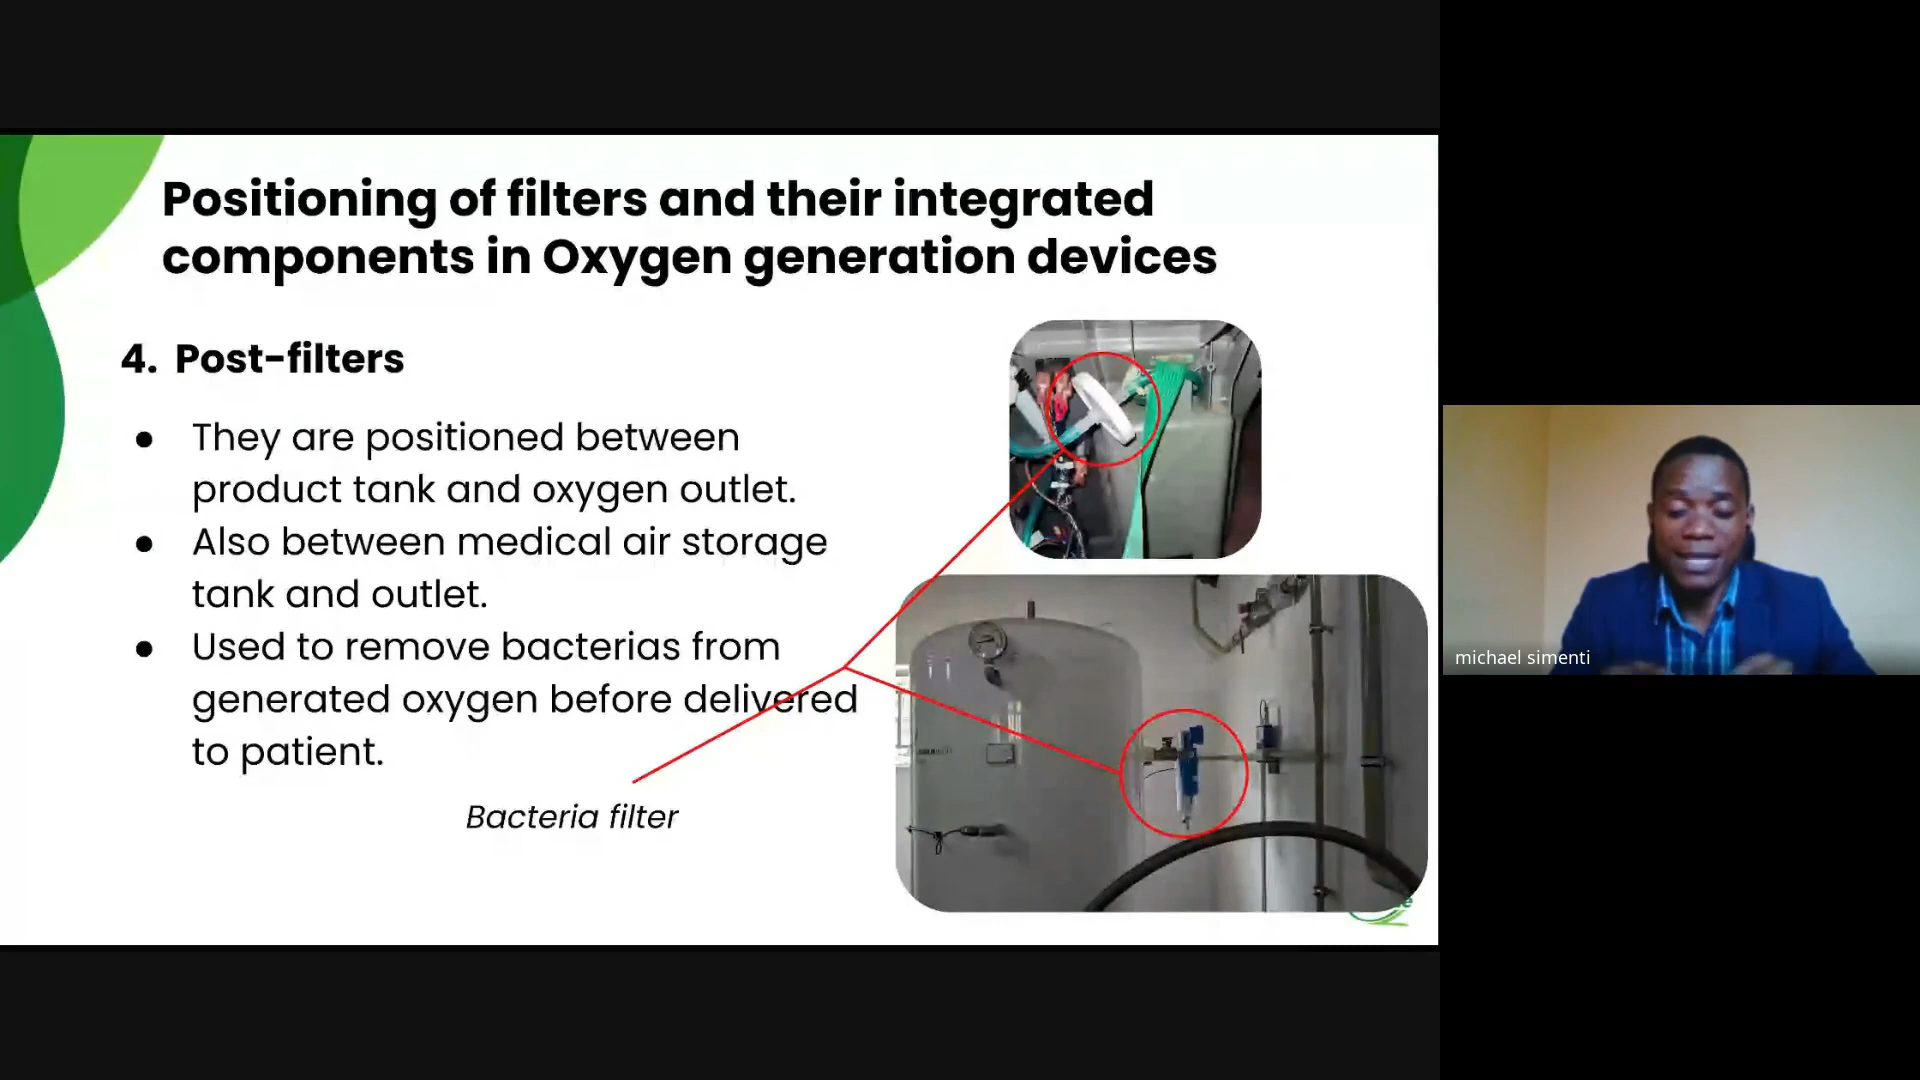 Positioning of filters and their integrated
components in Oxygen generation devices
4. Post-filters
● They are positioned between
product tank and oxygen outlet.
● Also between medical air storage
tank and outlet.
● Used to remove bacterias from
generated oxygen before delivered
to patient.
Bacteria filter
michael simenti